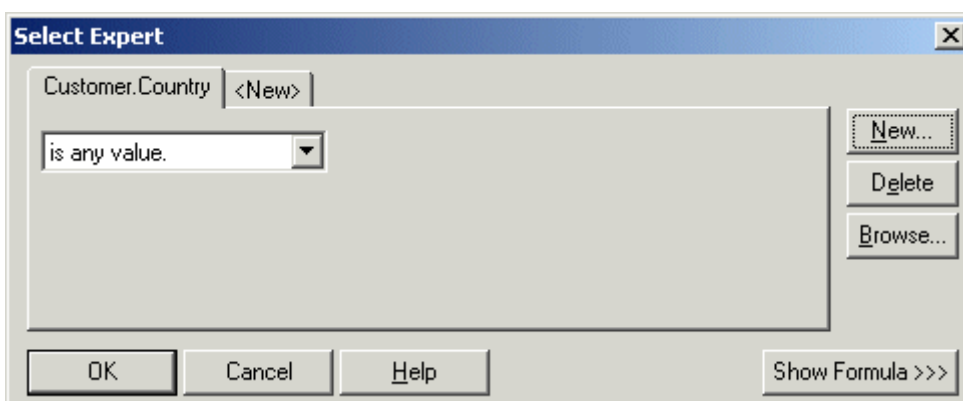 Select Expert
Customer.Country <New>
is any value.
New...
Delete
Browse...
OK Cancel Help Show Formula >>>